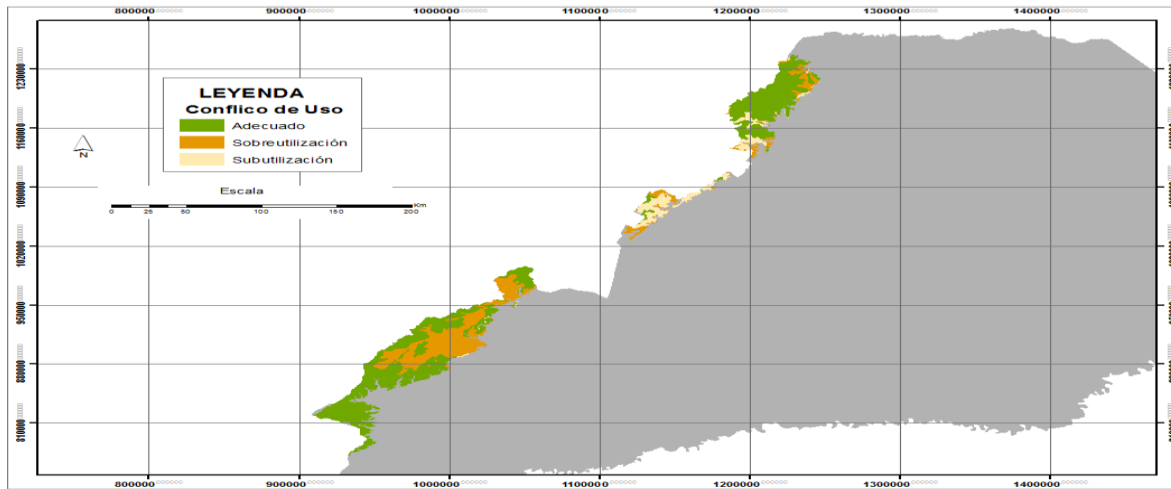 800000 900000 1000000 1100000 1200000 1300000 1400000
1230000
1160000
1090000
1020000
950000
880000
810000
LEYENDA
Conflico de Uso
Adecuado
Sobreutilización
Subutilización
N
Escala
0 25 50 100 150 200 Km
800000 900000 1000000 1100000 1200000 1300000 1400000